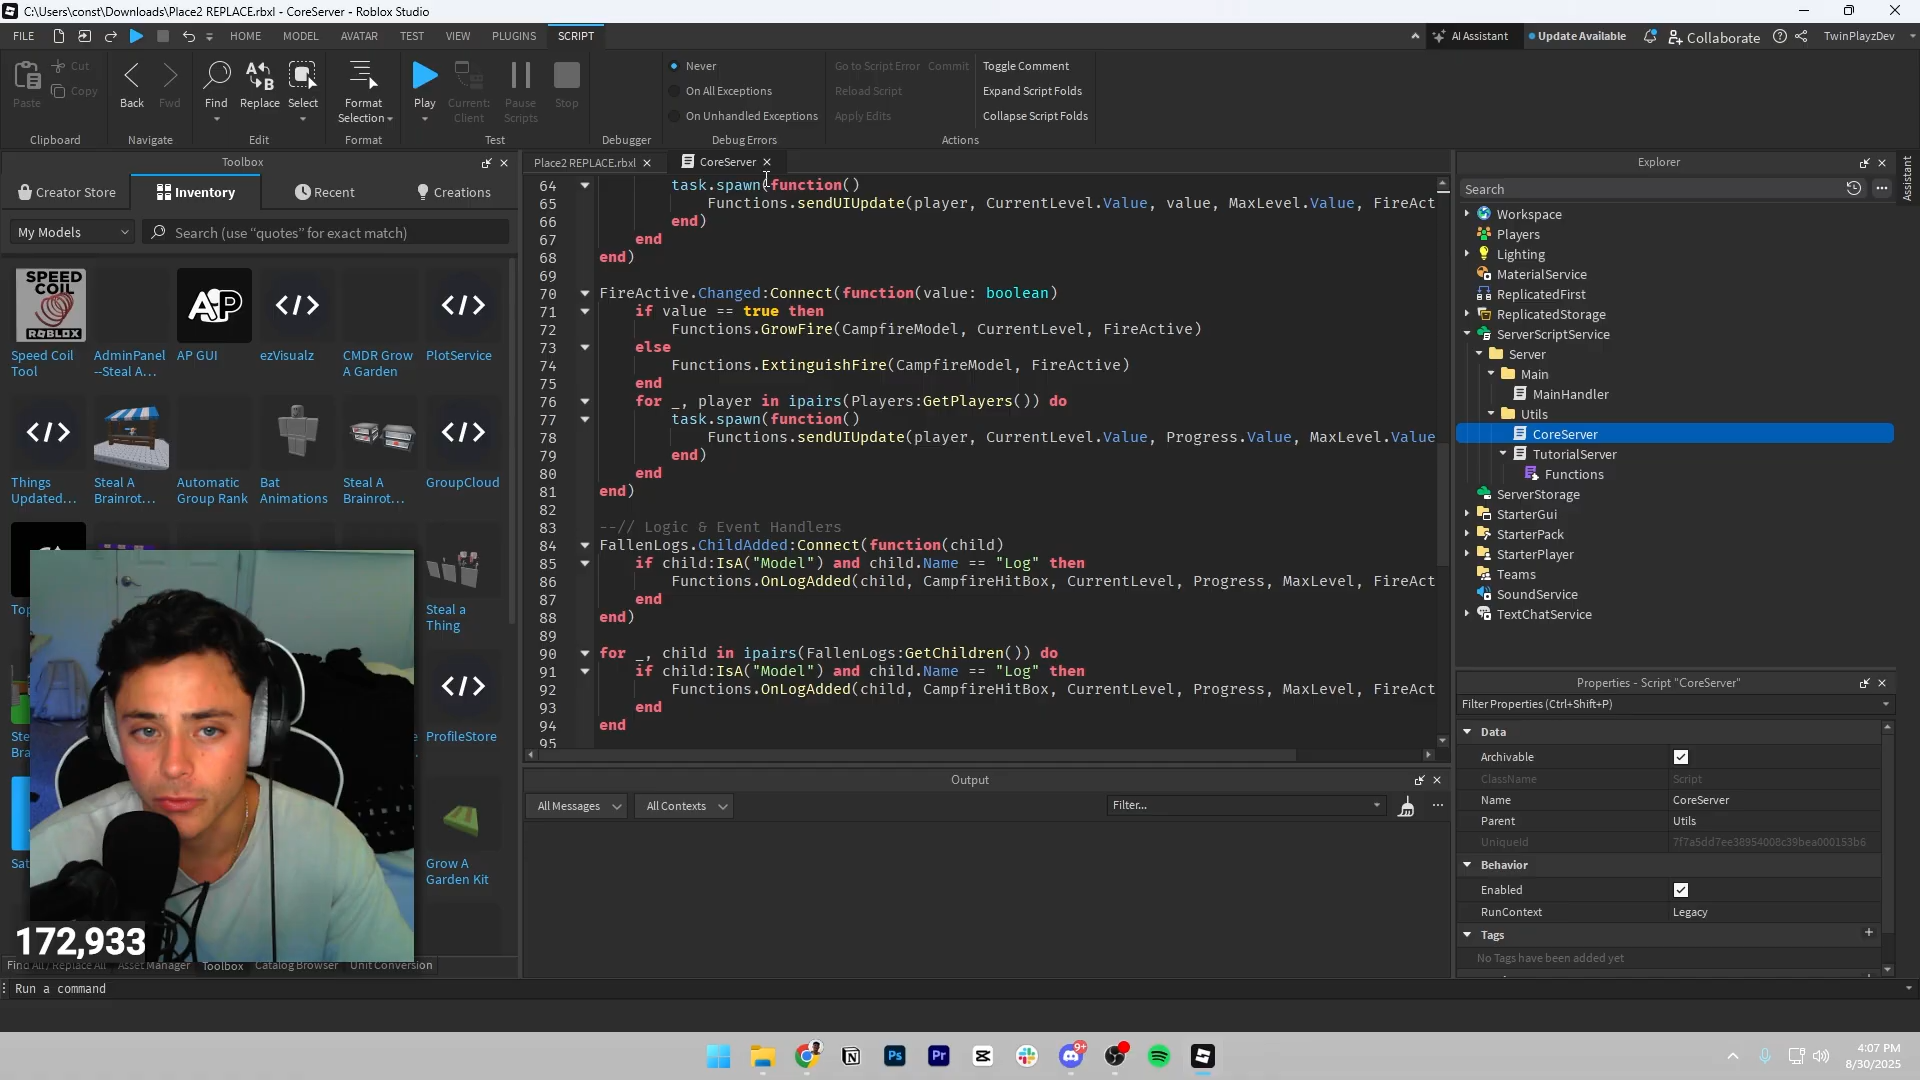 C:\Users\const\Downloads\Place2 REPLACE.rbxl - CoreServer - Roblox Studio
FILE HOME MODEL AVATAR TEST VIEW PLUGINS SCRIPT AI Assistant Update Available Collaborate TwinPlayzDev
Paste Cut Copy Back Fwd Find Replace Select Format Selection Play Current: Client Pause Scripts Stop
Never
On All Exceptions
On Unhandled Exceptions
Go to Script Error Commit
Reload Script
Apply Edits
Toggle Comment
Expand Script Folds
Collapse Script Folds
Clipboard Navigate Edit Format Test Debugger Debug Errors Actions
Toolbox
Creator Store Inventory Recent Creations
My Models Search (use “quotes” for exact match)
SPEED COIL ROBLOX
AP
Speed Coil Tool
AdminPanel --Steal A...
AP GUI
ezVisualz
CMDR Grow A Garden
PlotService
Things Updated...
Steal A Brainrot...
Automatic Group Rank
Bat Animations
Steal A Brainrot...
GroupCloud
Steal a Thing
ProfileStore
Grow A Garden Kit
172,933
Find All / Replace All Asset Manager Toolbox Catalog Browser Unit Conversion
Run a command
Place2 REPLACE.rbxl CoreServer
64 task.spawn(function()
65 Functions.sendUIUpdate(player, CurrentLevel.Value, value, MaxLevel.Value, FireAct
66 end)
67 end
68 end)
69
70 FireActive.Changed:Connect(function(value: boolean)
71 if value == true then
72 Functions.GrowFire(CampfireModel, CurrentLevel, FireActive)
73 else
74 Functions.ExtinguishFire(CampfireModel, FireActive)
75 end
76 for _, player in ipairs(Players:GetPlayers()) do
77 task.spawn(function()
78 Functions.sendUIUpdate(player, CurrentLevel.Value, Progress.Value, MaxLevel.Value
79 end)
80 end
81 end)
82
83 --// Logic & Event Handlers
84 FallenLogs.ChildAdded:Connect(function(child)
85 if child:IsA("Model") and child.Name == "Log" then
86 Functions.OnLogAdded(child, CampfireHitBox, CurrentLevel, Progress, MaxLevel, FireAct
87 end
88 end)
89
90 for _, child in ipairs(FallenLogs:GetChildren()) do
91 if child:IsA("Model") and child.Name == "Log" then
92 Functions.OnLogAdded(child, CampfireHitBox, CurrentLevel, Progress, MaxLevel, FireAct
93 end
94 end
95
Output
All Messages All Contexts Filter...
Explorer
Search
Workspace
Players
Lighting
MaterialService
ReplicatedFirst
ReplicatedStorage
ServerScriptService
Server
Main
MainHandler
Utils
CoreServer
TutorialServer
Functions
ServerStorage
StarterGui
StarterPack
StarterPlayer
Teams
SoundService
TextChatService
Assistant
Properties - Script "CoreServer"
Filter Properties (Ctrl+Shift+P)
Data
Archivable
ClassName Script
Name CoreServer
Parent Utils
UniqueId 7f7a5dd7ee38954008c39bea000153b6
Behavior
Enabled
RunContext Legacy
Tags
No Tags have been added yet
Ps Pr 9+
4:07 PM
8/30/2025